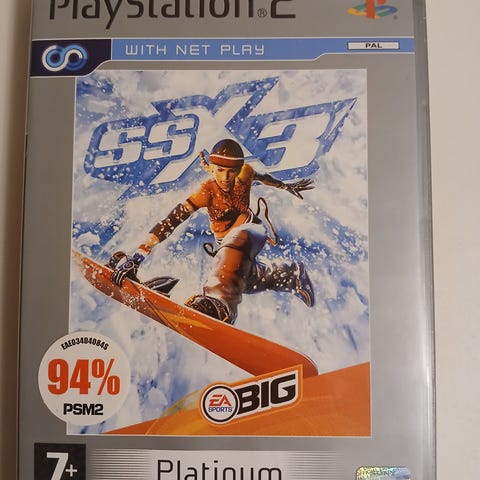 PlayStation®2
WITH NET PLAY
PAL
SSX3
EAE03404084S
94%
PSM2
EA
SPORTS
BIG
7+
Platinum